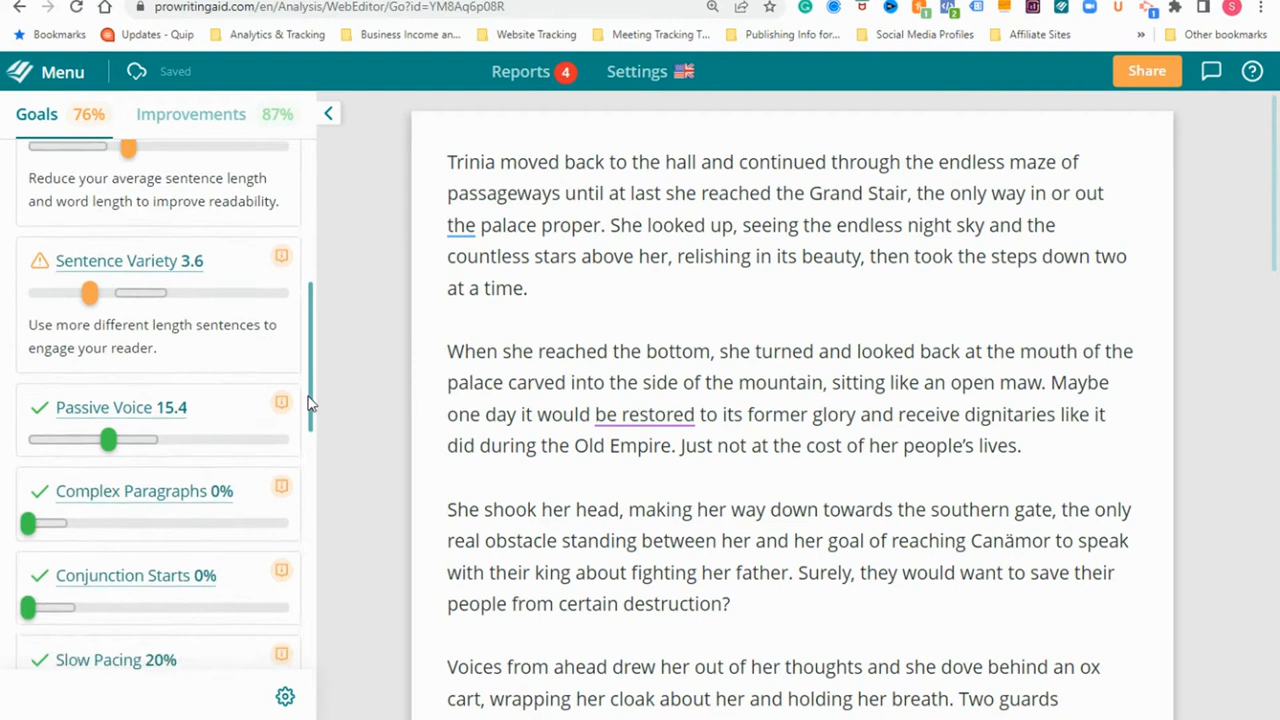 prowritingaid.com/en/Analysis/WebEditor/Go?id=YM8Aq6p08R
Bookmarks
Updates - Quip
Analytics & Tracking
Business Income an...
Website Tracking
Meeting Tracking T...
Publishing Info for...
Social Media Profiles
Affiliate Sites
»
Other bookmarks
Menu
Saved
Reports 4
Settings
Share
Goals 76%
Improvements 87%
Reduce your average sentence length
and word length to improve readability.
Sentence Variety 3.6
Use more different length sentences to
engage your reader.
Passive Voice 15.4
Complex Paragraphs 0%
Conjunction Starts 0%
Slow Pacing 20%
Trinia moved back to the hall and continued through the endless maze of
passageways until at last she reached the Grand Stair, the only way in or out
the palace proper. She looked up, seeing the endless night sky and the
countless stars above her, relishing in its beauty, then took the steps down two
at a time.
When she reached the bottom, she turned and looked back at the mouth of the
palace carved into the side of the mountain, sitting like an open maw. Maybe
one day it would be restored to its former glory and receive dignitaries like it
did during the Old Empire. Just not at the cost of her people’s lives.
She shook her head, making her way down towards the southern gate, the only
real obstacle standing between her and her goal of reaching Canämor to speak
with their king about fighting her father. Surely, they would want to save their
people from certain destruction?
Voices from ahead drew her out of her thoughts and she dove behind an ox
cart, wrapping her cloak about her and holding her breath. Two guards